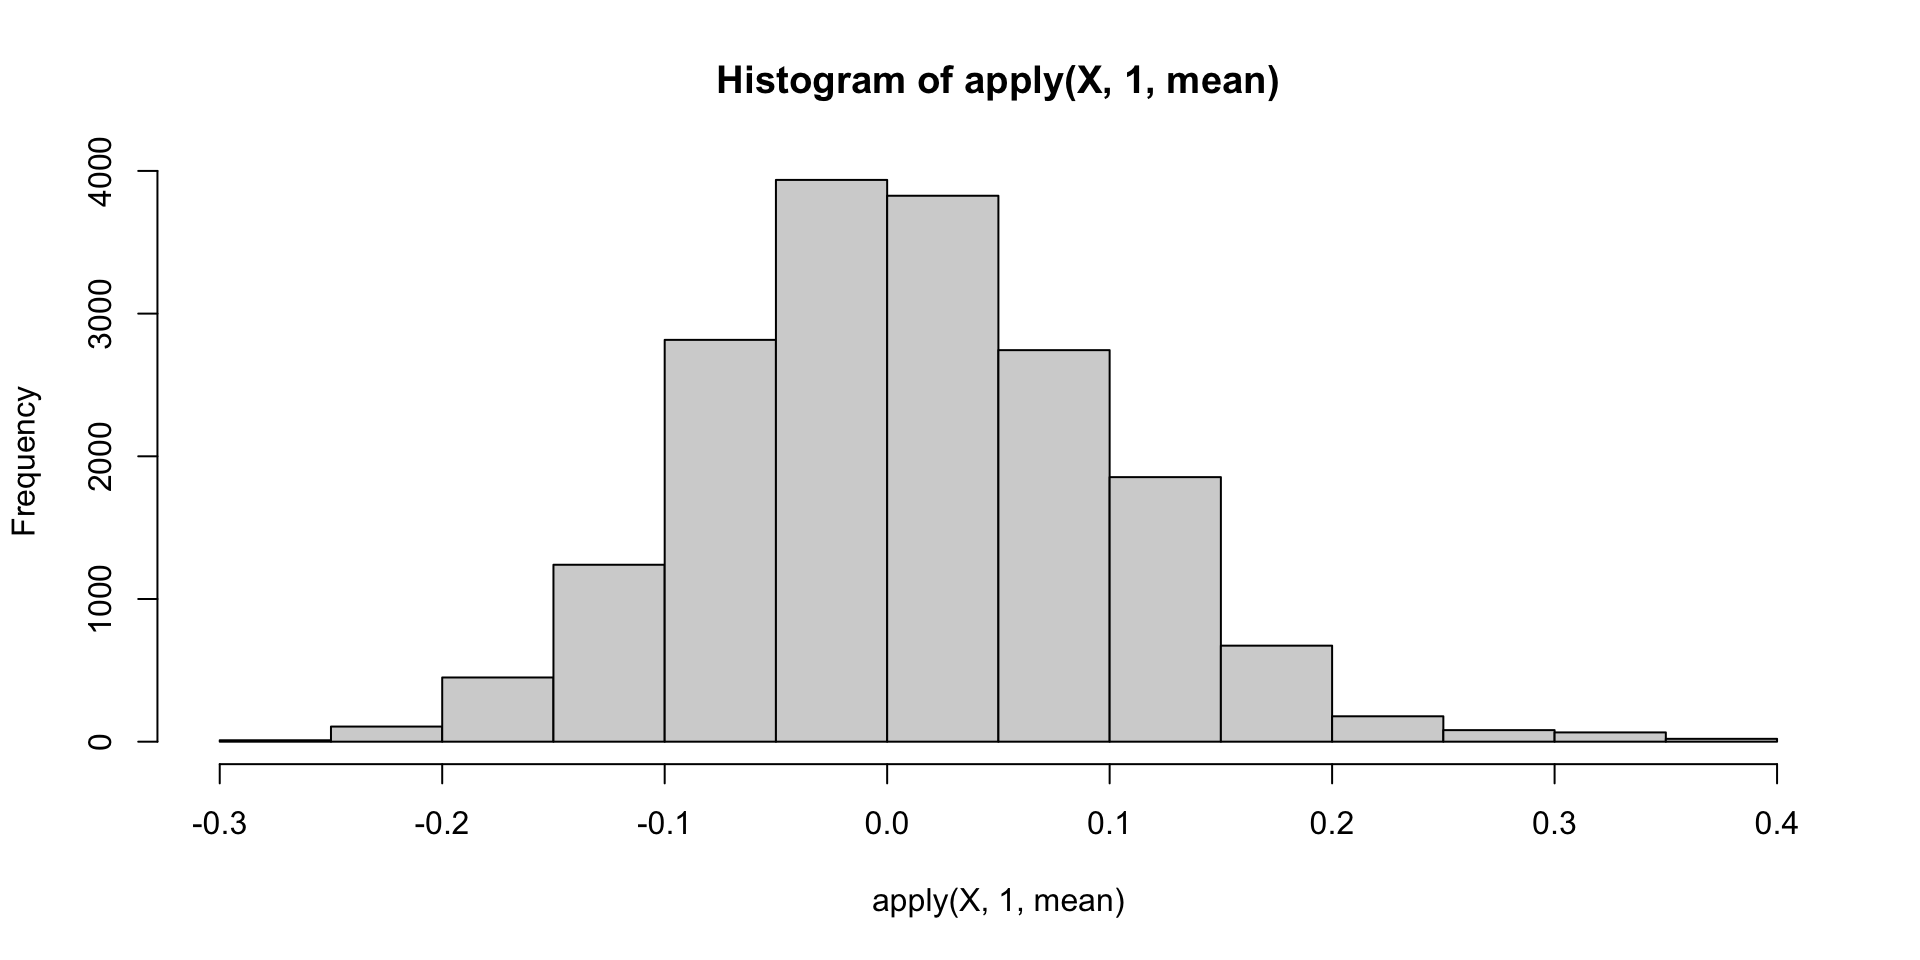 Histogram of apply(X, 1, mean)
4000
3000
2000
1000
0
Frequency
-0.3 -0.2 -0.1 0.0 0.1 0.2 0.3 0.4
apply(X, 1, mean)